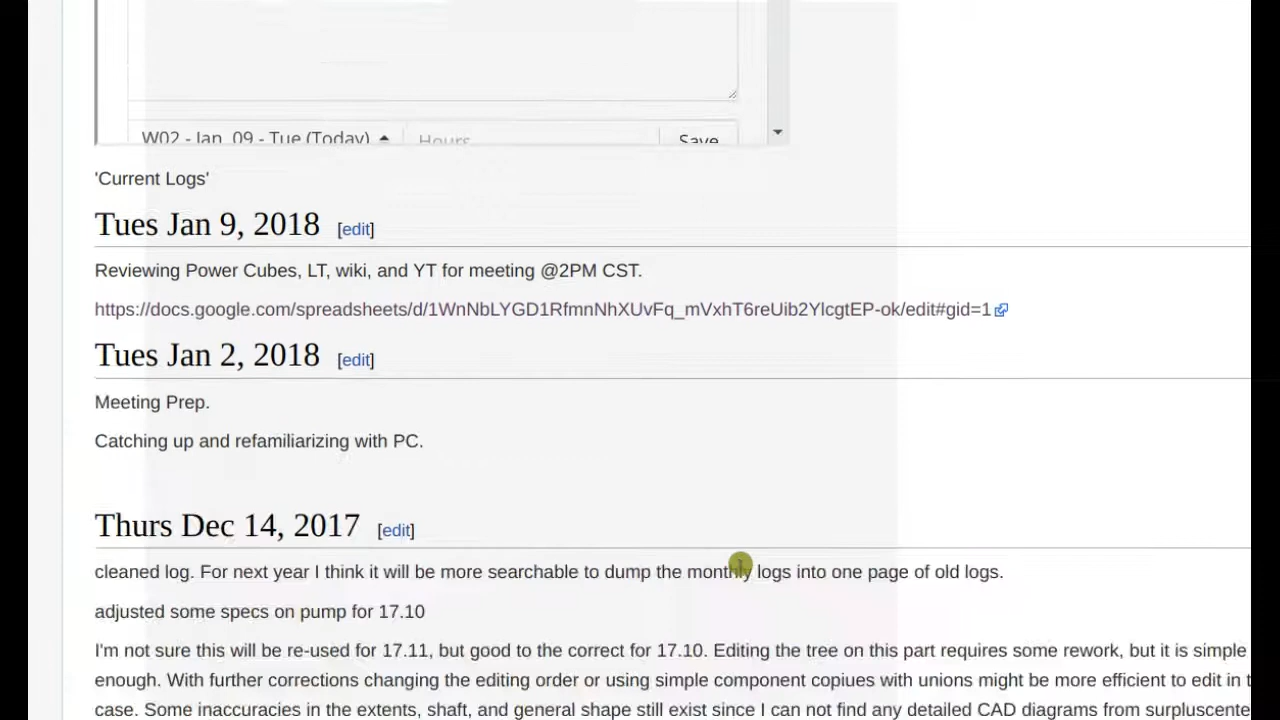 W02 - Jan 09 - Tue (Today) Hours Save
'Current Logs'
Tues Jan 9, 2018 [edit]
Reviewing Power Cubes, LT, wiki, and YT for meeting @2PM CST.
https://docs.google.com/spreadsheets/d/1WnNbLYGD1RfmnNhXUvFq_mVxhT6reUib2YlcgtEP-ok/edit#gid=1
Tues Jan 2, 2018 [edit]
Meeting Prep.
Catching up and refamiliarizing with PC.
Thurs Dec 14, 2017 [edit]
cleaned log. For next year I think it will be more searchable to dump the monthly logs into one page of old logs.
adjusted some specs on pump for 17.10
I'm not sure this will be re-used for 17.11, but good to the correct for 17.10. Editing the tree on this part requires some rework, but it is simple
enough. With further corrections changing the editing order or using simple component copiues with unions might be more efficient to edit in t
case. Some inaccuracies in the extents, shaft, and general shape still exist since I can not find any detailed CAD diagrams from surpluscente